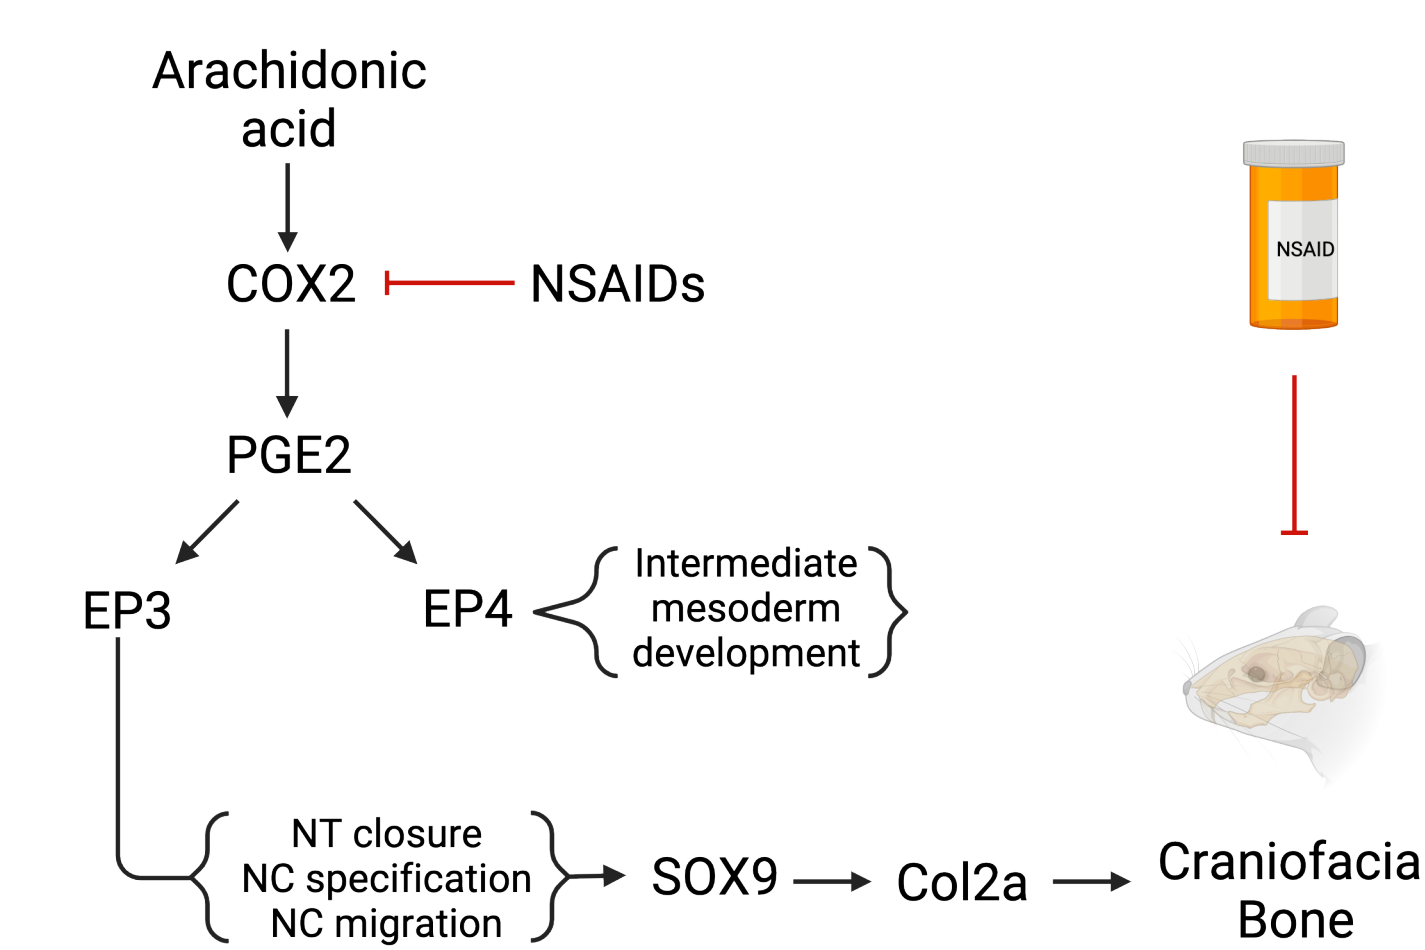 Arachidonic
acid
COX2
NSAIDs
NSAID
PGE2
EP3
EP4
Intermediate
mesoderm
development
NT closure
NC specification
NC migration
SOX9
Col2a
Craniofacia
Bone